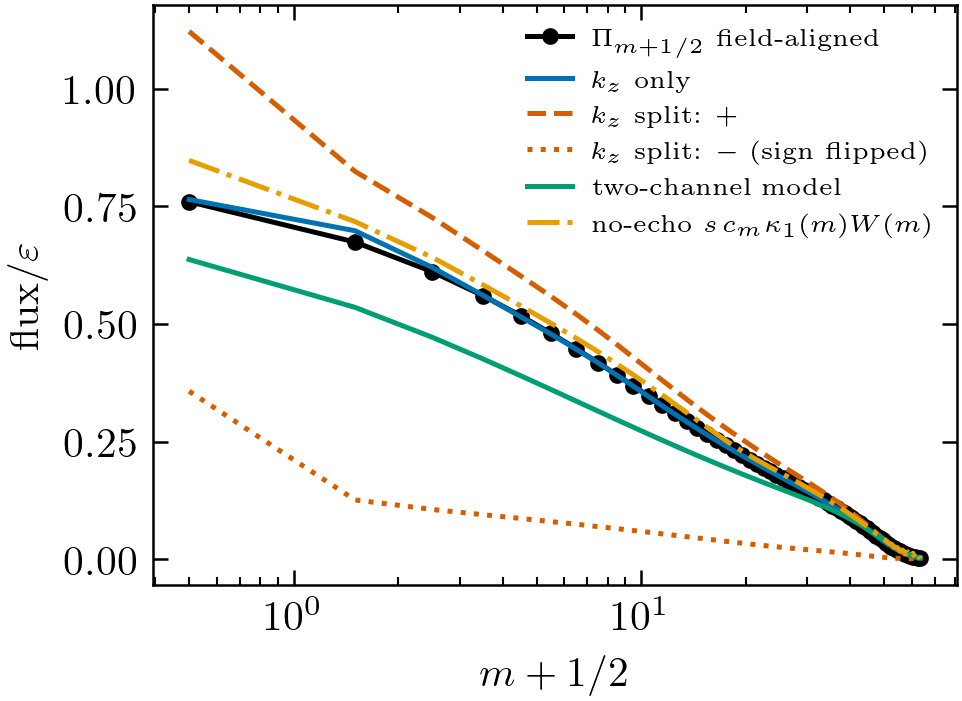 Π_{m+1/2} field-aligned
k_z only
k_z split: +
k_z split: − (sign flipped)
two-channel model
no-echo s c_m κ_1(m)W(m)
flux/ε
1.00
0.75
0.50
0.25
0.00
10^0
10^1
m + 1/2